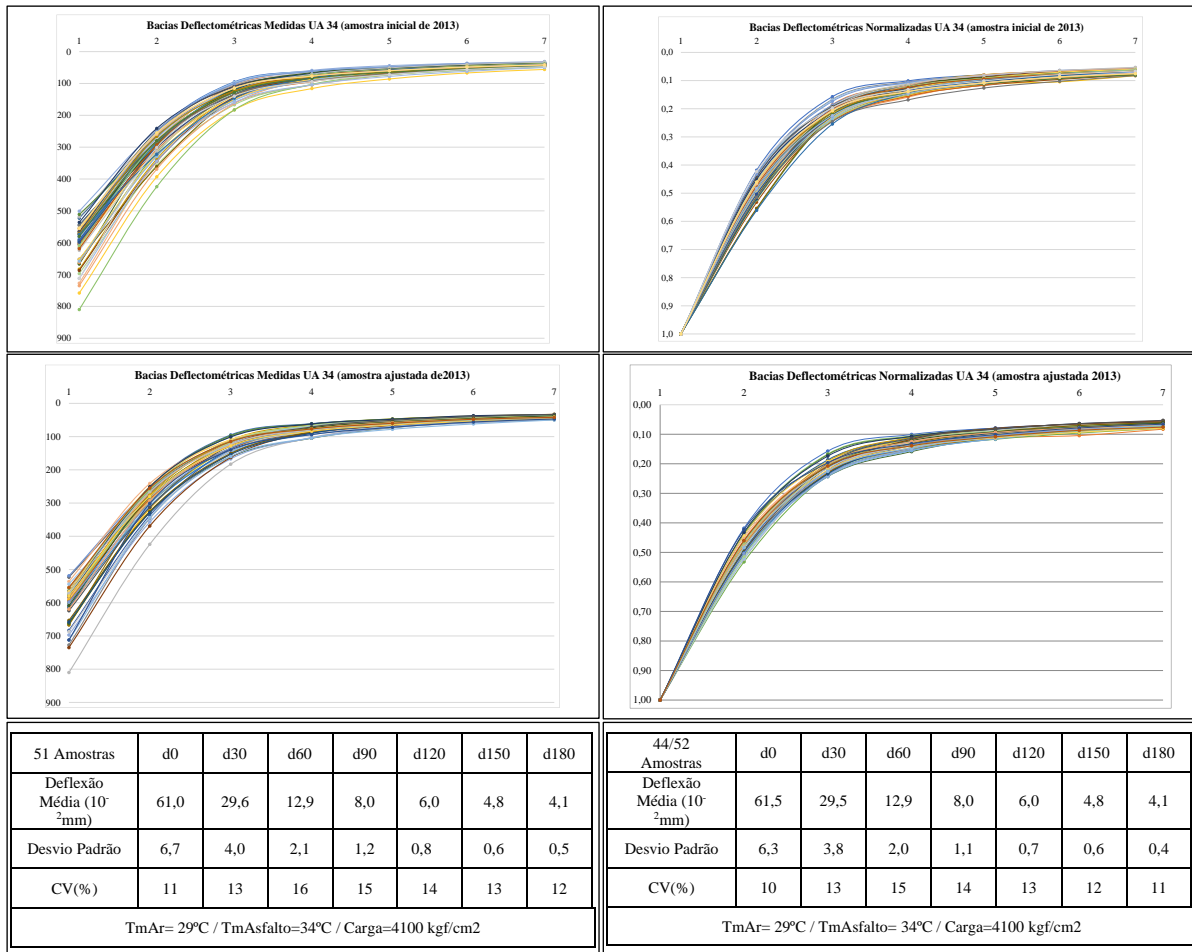 Bacias Deflectométricas Medidas UA 34 (amostra inicial de 2013)
1 2 3 4 5 6 7
0
100
200
300
400
500
600
700
800
900
Bacias Deflectométricas Normalizadas UA 34 (amostra inicial de 2013)
1 2 3 4 5 6 7
0,0
0,1
0,2
0,3
0,4
0,5
0,6
0,7
0,8
0,9
1,0
Bacias Deflectométricas Medidas UA 34 (amostra ajustada de2013)
1 2 3 4 5 6 7
0
100
200
300
400
500
600
700
800
900
Bacias Deflectométricas Normalizadas UA 34 (amostra ajustada 2013)
1 2 3 4 5 6 7
0,00
0,10
0,20
0,30
0,40
0,50
0,60
0,70
0,80
0,90
1,00
51 Amostras d0 d30 d60 d90 d120 d150 d180
Deflexão
Média (10-
2mm) 61,0 29,6 12,9 8,0 6,0 4,8 4,1
Desvio Padrão 6,7 4,0 2,1 1,2 0,8 0,6 0,5
CV(%) 11 13 16 15 14 13 12
TmAr= 29ºC / TmAsfalto=34ºC / Carga=4100 kgf/cm2
44/52
Amostras d0 d30 d60 d90 d120 d150 d180
Deflexão
Média (10-
2mm) 61,5 29,5 12,9 8,0 6,0 4,8 4,1
Desvio Padrão 6,3 3,8 2,0 1,1 0,7 0,6 0,4
CV(%) 10 13 15 14 13 12 11
TmAr= 29ºC / TmAsfalto= 34ºC / Carga=4100 kgf/cm2